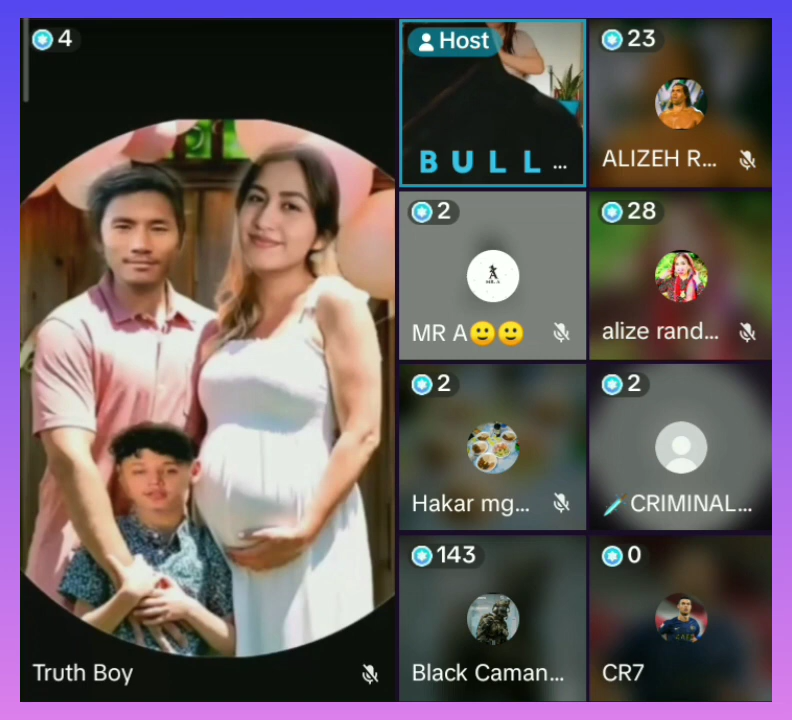 4
Truth Boy
Host
B U L L ...
23
ALIZEH R...
2
MR. A
MR A🙂🙂
28
alize rand...
2
Hakar mg...
2
🗡️CRIMINAL...
143
Black Caman...
0
CR7